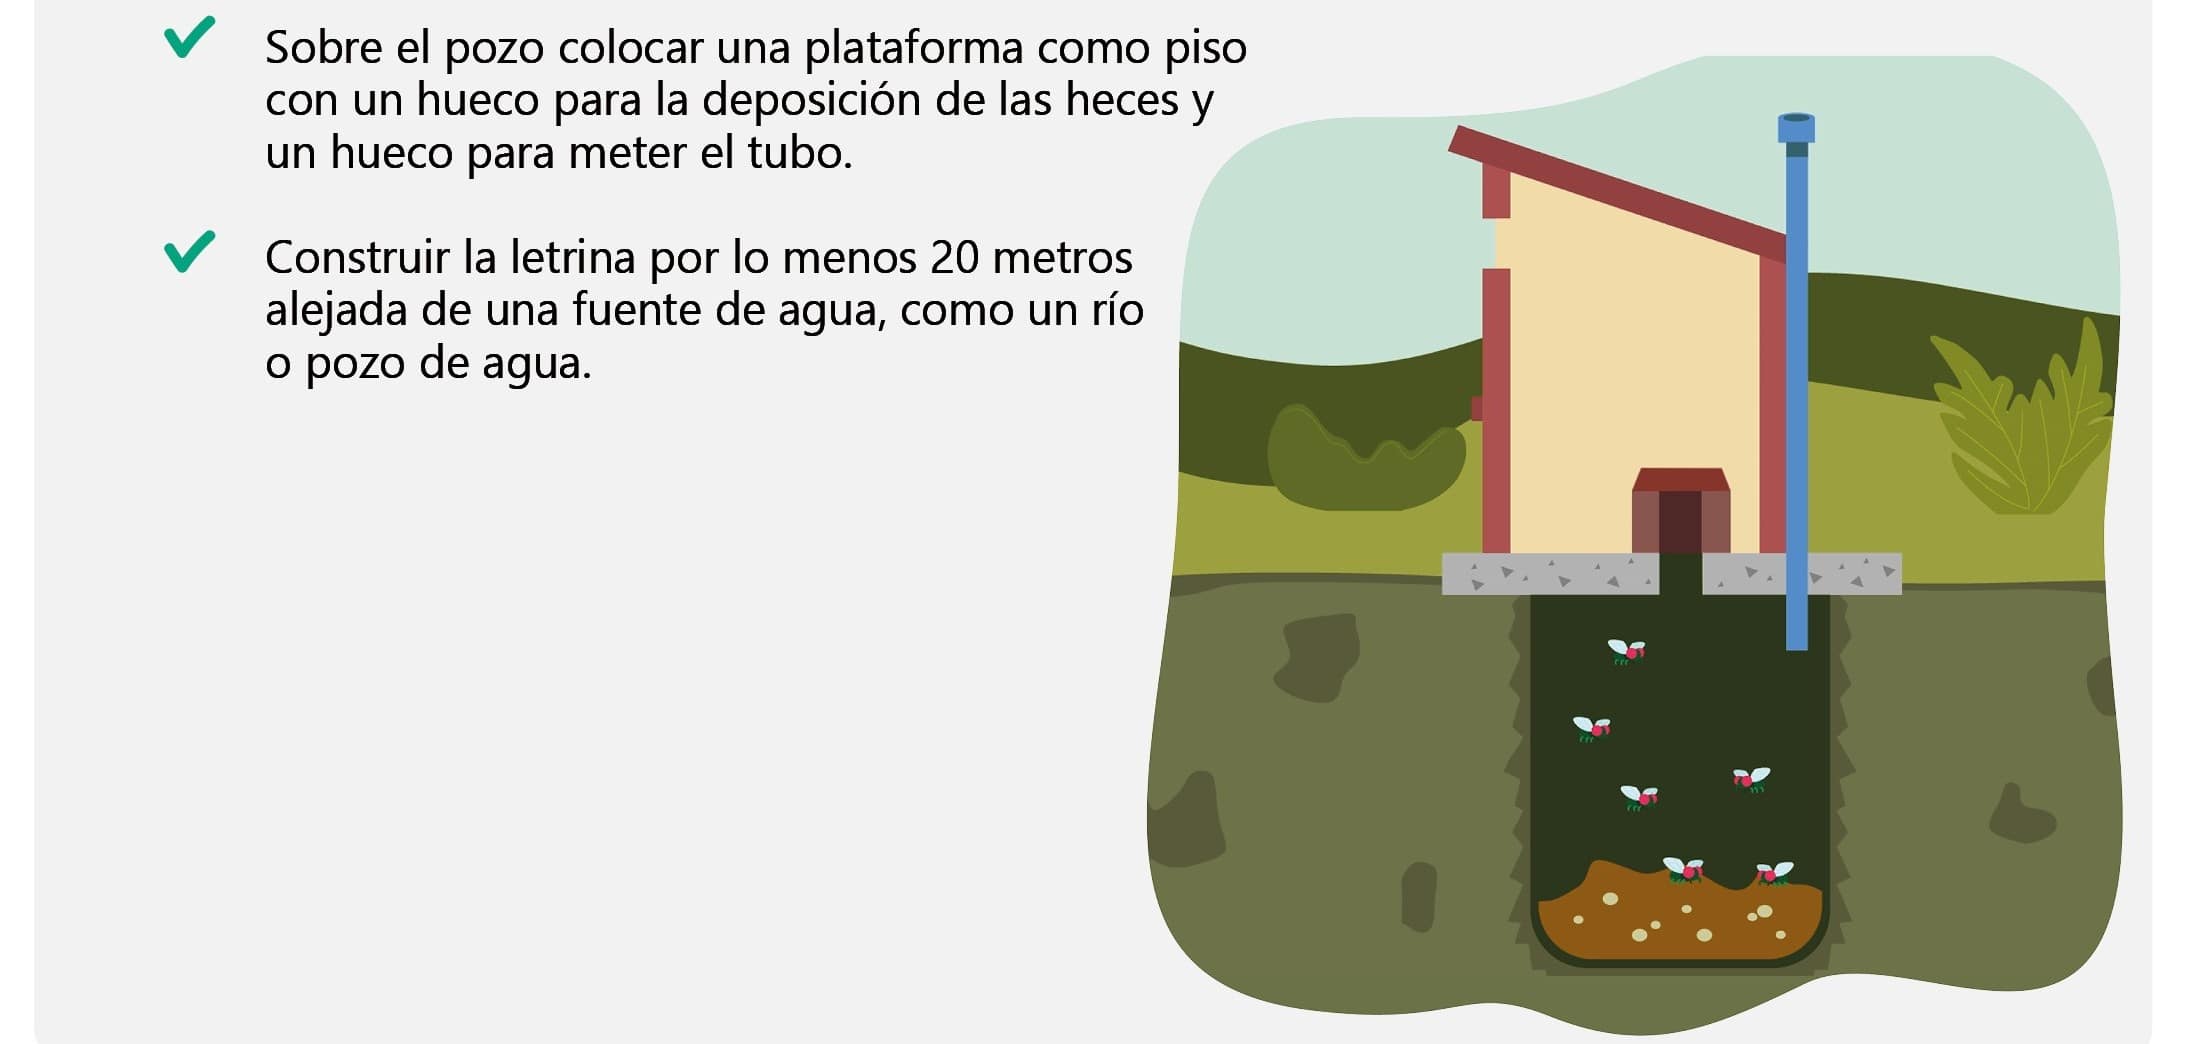 Sobre el pozo colocar una plataforma como piso
con un hueco para la deposición de las heces y
un hueco para meter el tubo.
Construir la letrina por lo menos 20 metros
alejada de una fuente de agua, como un río
o pozo de agua.